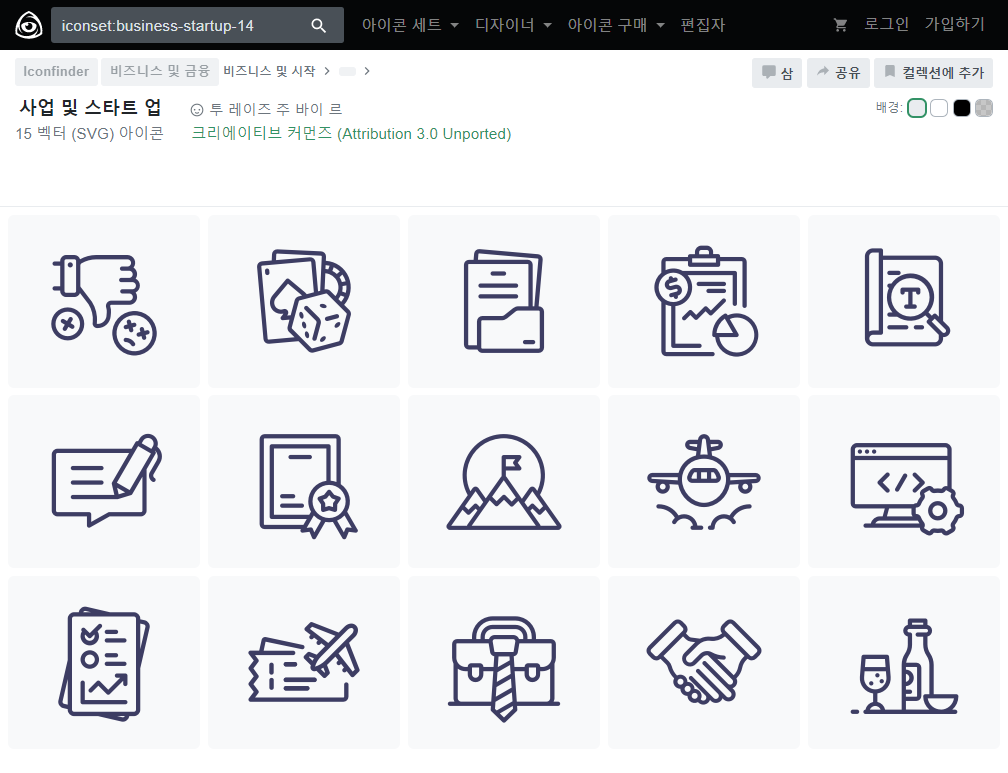 iconset:business-startup-14
아이콘 세트 디자이너 아이콘 구매 편집자 로그인 가입하기
Iconfinder 비즈니스 및 금융 비즈니스 및 시작 > > 삼 공유 컬렉션에 추가
사업 및 스타트 업 투 레이즈 주 바이 르 배경:
15 벡터 (SVG) 아이콘 크리에이티브 커먼즈 (Attribution 3.0 Unported)
$
T
</>